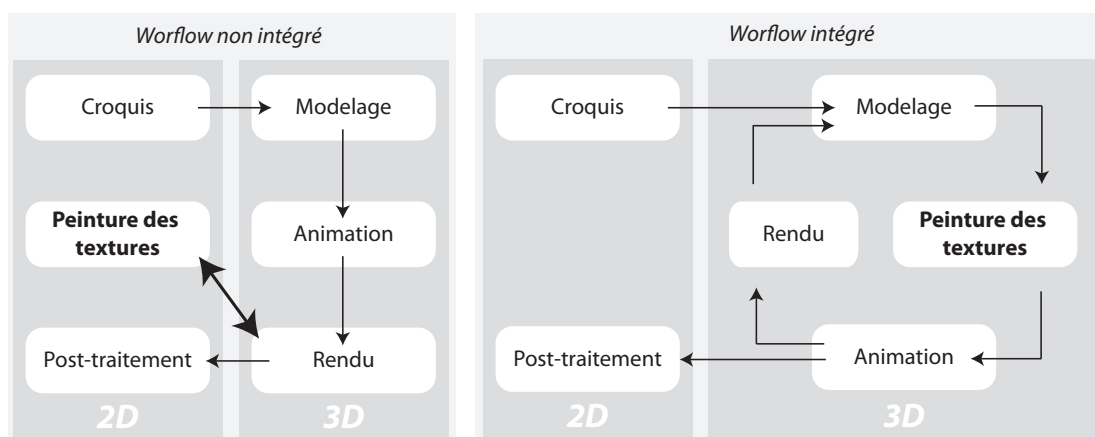 Worflow non intégré
Croquis
Modelage
Peinture des
textures
Animation
Post-traitement
Rendu
2D
3D
Worflow intégré
Croquis
Modelage
Rendu
Peinture des
textures
Post-traitement
Animation
2D
3D